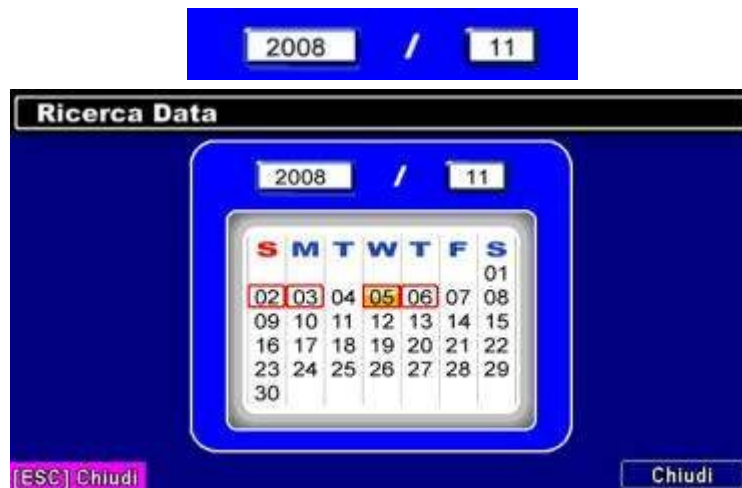 2008 / 11
Ricerca Data
2008 / 11
S M T W T F S
01
02 03 04 05 06 07 08
09 10 11 12 13 14 15
16 17 18 19 20 21 22
23 24 25 26 27 28 29
30
[ESC] Chiudi
Chiudi